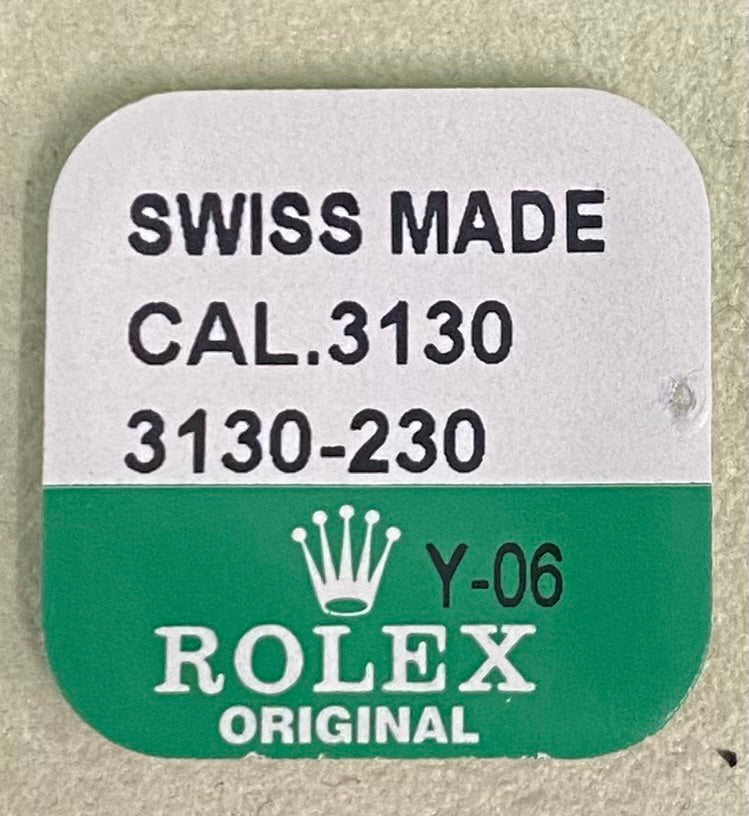 SWISS MADE
CAL.3130
3130-230
Y-06
ROLEX
ORIGINAL